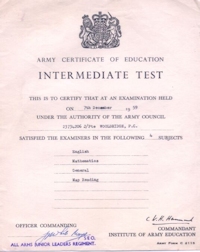 ARMY CERTIFICATE OF EDUCATION
INTERMEDIATE TEST
THIS IS TO CERTIFY THAT AT AN EXAMINATION HELD
ON 7th December 19
UNDER THE AUTHORITY OF THE ARMY COUNCIL
J/Tpr WOOLNOUGH, P.R.
SATISFIED THE EXAMINERS IN THE FOLLOWING 4 SUBJECTS
English
Mathematics
General
Map Reading
OFFICER COMMANDING
ALL ARMS JUNIOR LEADERS REGIMENT.
COMMANDANT
INSTITUTE OF ARMY EDUCATION